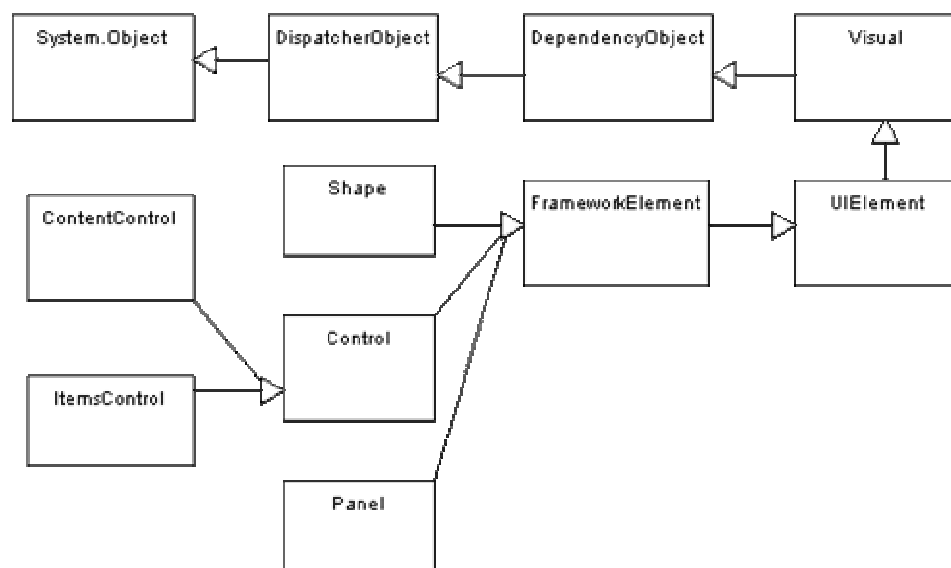 System.Object
DispatcherObject
DependencyObject
Visual
Shape
FrameworkElement
UIElement
ContentControl
Control
ItemsControl
Panel